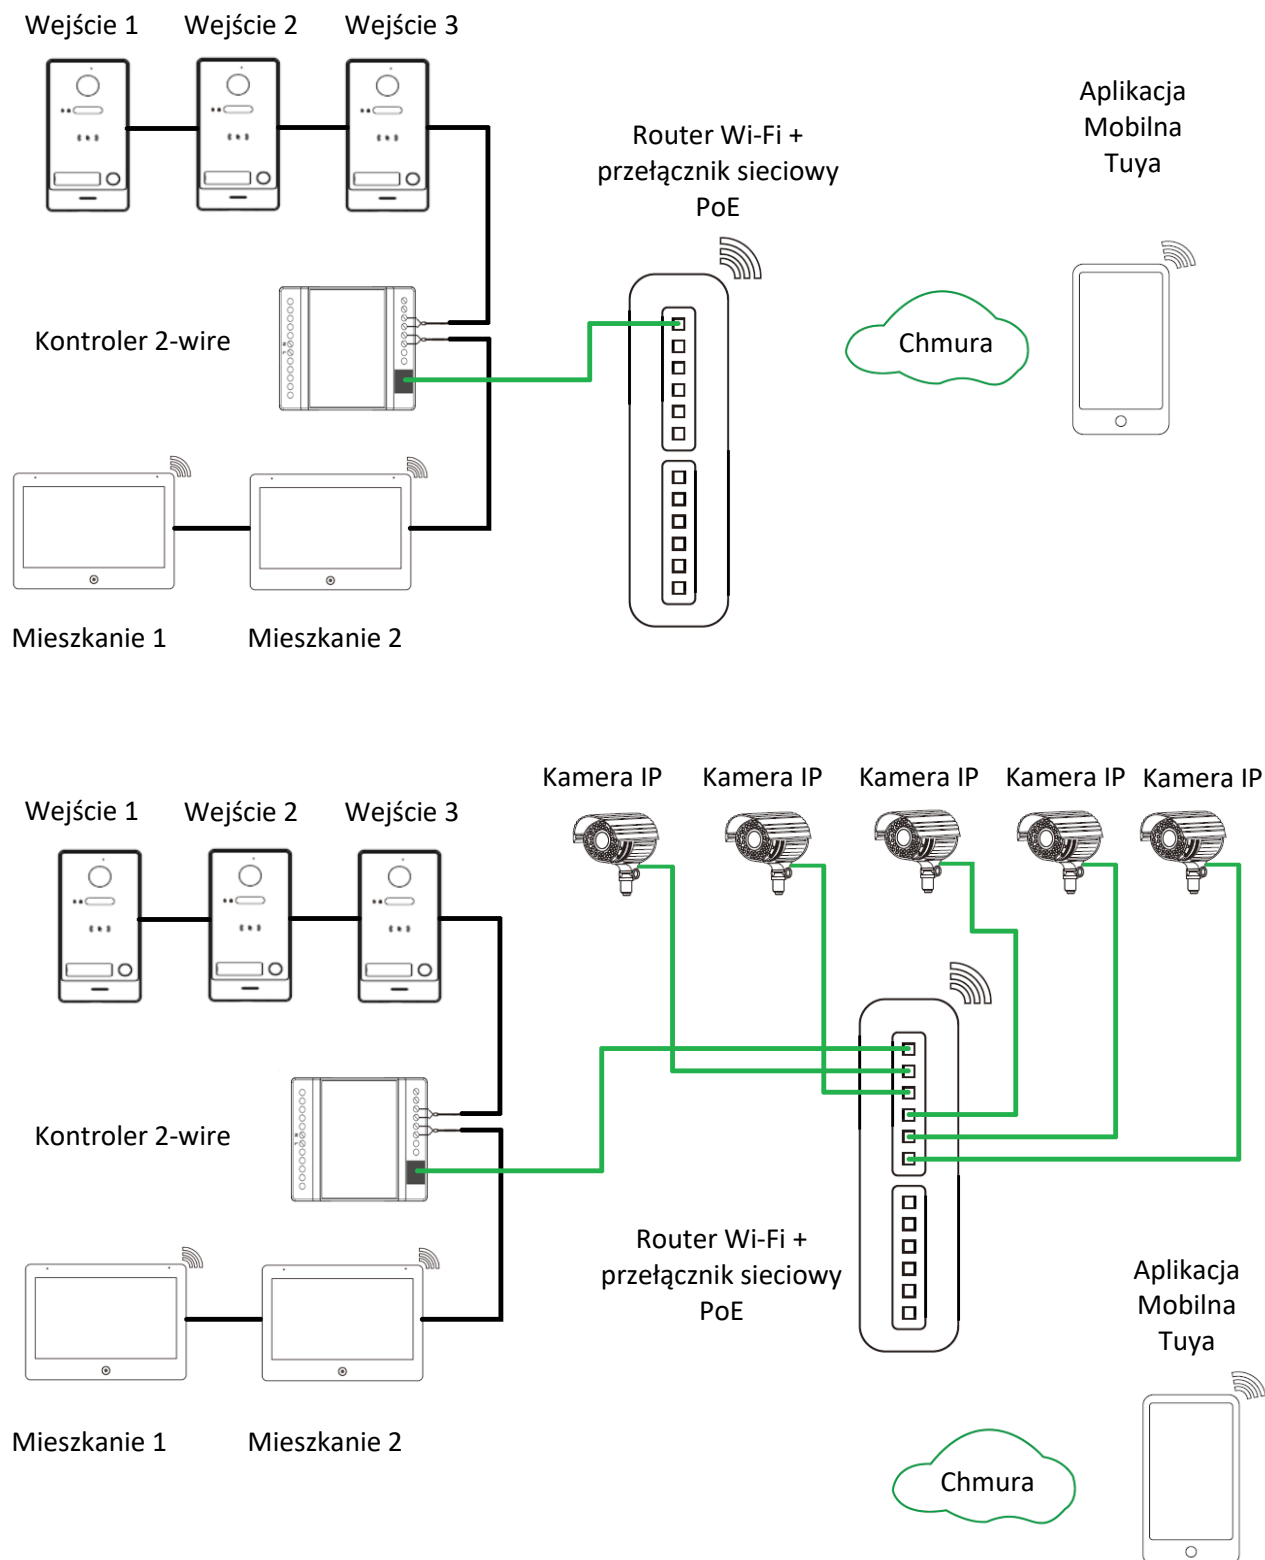 Wejście 1
Wejście 2
Wejście 3
Aplikacja
Mobilna
Tuya
Router Wi-Fi +
przełącznik sieciowy
PoE
Kontroler 2-wire
Chmura
Mieszkanie 1
Mieszkanie 2
Kamera IP
Kamera IP
Kamera IP
Kamera IP
Kamera IP
Wejście 1
Wejście 2
Wejście 3
Kontroler 2-wire
Router Wi-Fi +
przełącznik sieciowy
PoE
Aplikacja
Mobilna
Tuya
Mieszkanie 1
Mieszkanie 2
Chmura